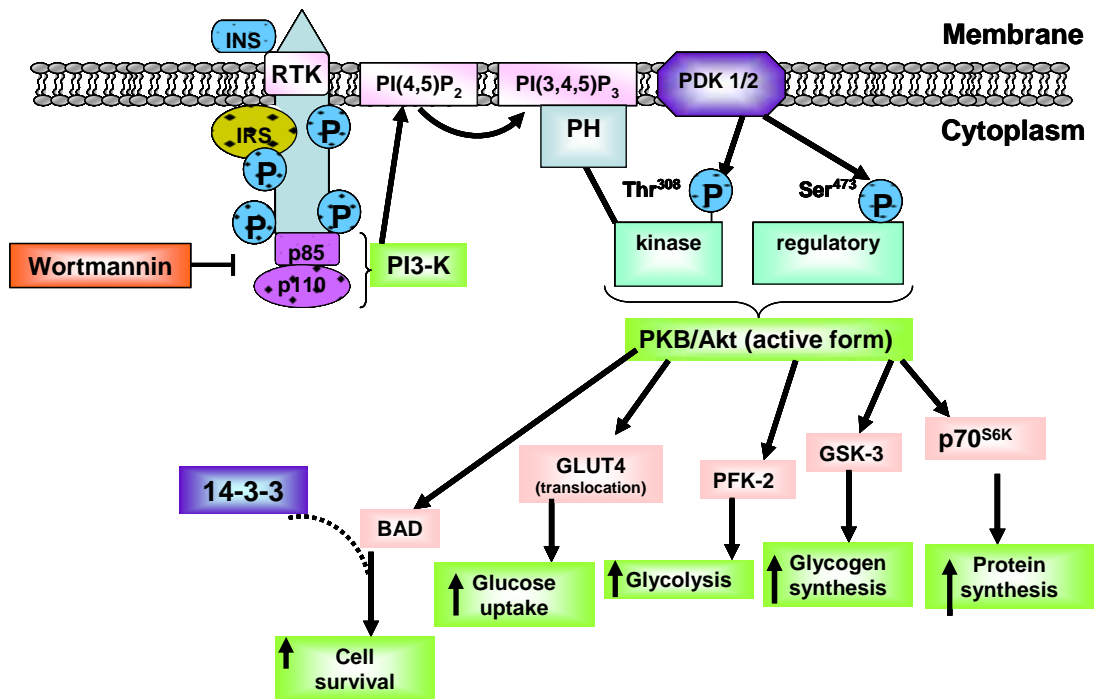 INS
Membrane
RTK
PI(4,5)P₂
PI(3,4,5)P₃
PDK 1/2
Cytoplasm
IRS
P
PH
P
Thr³⁰⁸
P
Ser⁴⁷³
P
P
P
kinase
regulatory
Wortmannin
p85
PI3-K
p110
PKB/Akt (active form)
p70ˢ⁶ᴷ
GSK-3
GLUT4
(translocation)
PFK-2
14-3-3
BAD
Glucose
uptake
Glycolysis
Glycogen
synthesis
Protein
synthesis
Cell
survival